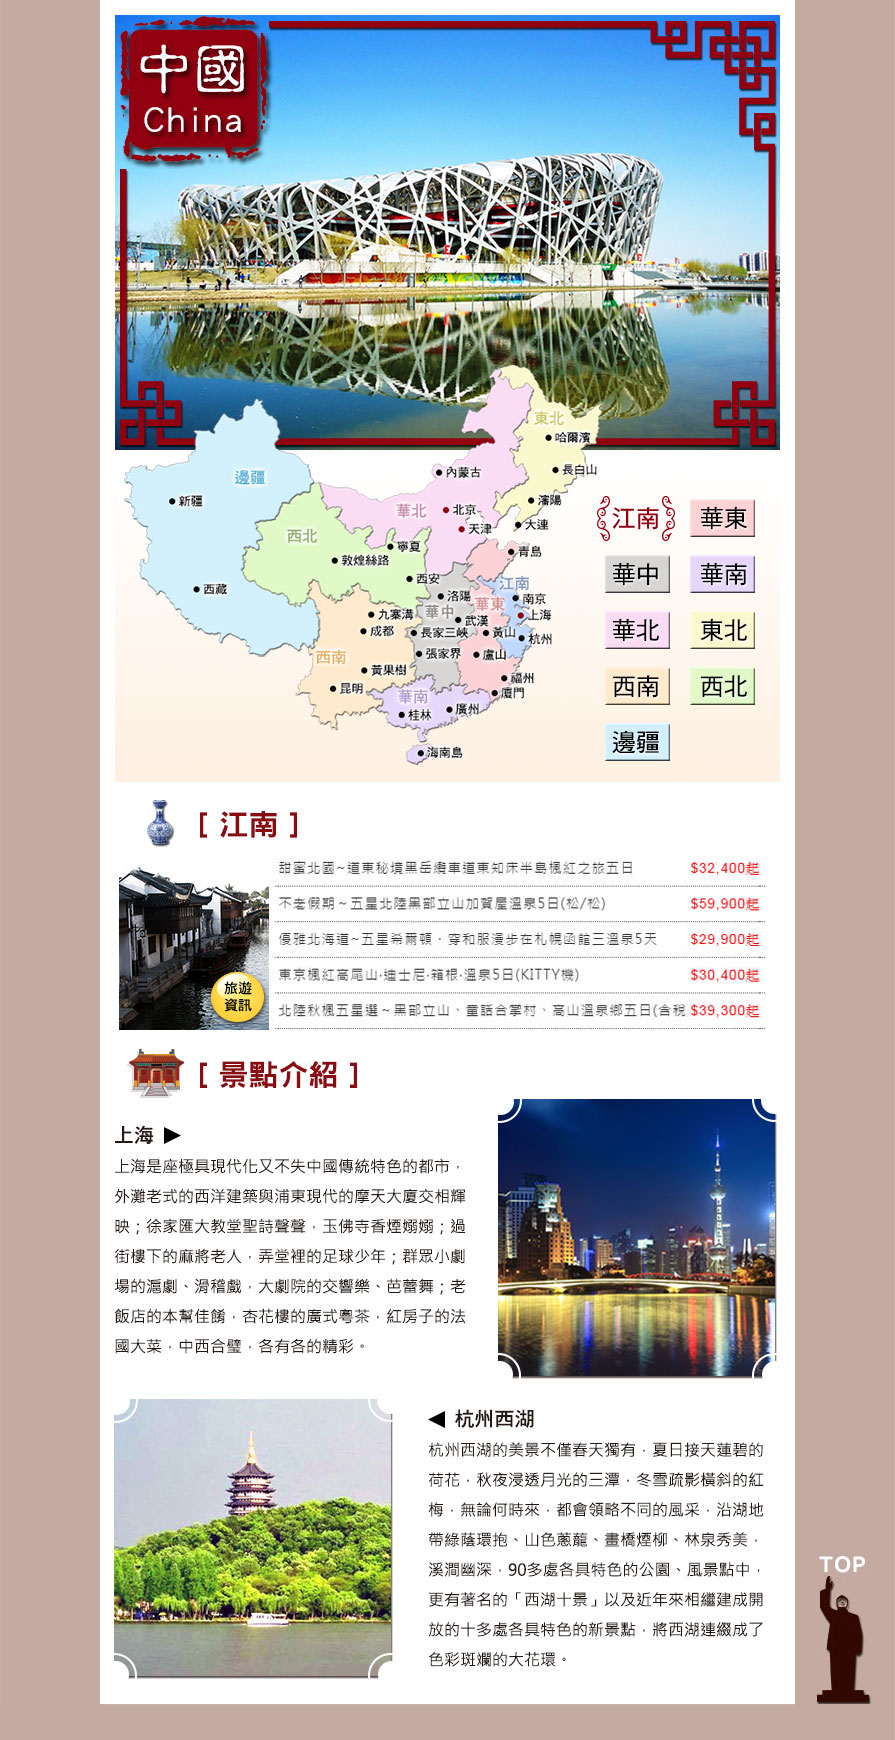 中國
China
東北
哈爾濱
邊疆
內蒙古
長白山
新疆
華北
北京
瀋陽
江南
華東
天津
大連
西北
寧夏
青島
敦煌絲路
西安
江南
華中
華南
西藏
洛陽
南京
九寨溝
華中
華東
上海
武漢
成都
長家三峽
黃山
杭州
華北
東北
西南
張家界
盧山
黃果樹
福州
昆明
華南
廈門
西南
西北
桂林
廣州
海南島
邊疆
[ 江南 ]
甜蜜北國~道東秘境黑岳纜車道東知床半島楓紅之旅五日 $32,400起
不老假期~五星北陸黑部立山加賀屋溫泉5日(松/松) $59,900起
優雅北海道~五星希爾頓．穿和服漫步在札幌函館三溫泉5天 $29,900起
東京楓紅高尾山‧迪士尼‧箱根‧溫泉5日(KITTY機) $30,400起
北陸秋楓五星選~黑部立山、童話合掌村、高山溫泉鄉五日(含稅 $39,300起
旅遊
資訊
[ 景點介紹 ]
上海 ▶
上海是座極具現代化又不失中國傳統特色的都市，
外灘老式的西洋建築與浦東現代的摩天大廈交相輝
映；徐家匯大教堂聖詩聲聲，玉佛寺香煙嫋嫋；過
街樓下的麻將老人，弄堂裡的足球少年；群眾小劇
場的滬劇、滑稽戲，大劇院的交響樂、芭蕾舞；老
飯店的本幫佳餚，杏花樓的廣式粵茶，紅房子的法
國大菜，中西合璧，各有各的精彩。
◀ 杭州西湖
杭州西湖的美景不僅春天獨有，夏日接天蓮碧的
荷花，秋夜浸透月光的三潭，冬雪疏影橫斜的紅
梅，無論何時來，都會領略不同的風采，沿湖地
帶綠蔭環抱、山色蔥蘢、畫橋煙柳、林泉秀美，
溪澗幽深，90多處各具特色的公園、風景點中，
更有著名的「西湖十景」以及近年來相繼建成開
放的十多處各具特色的新景點，將西湖連綴成了
色彩斑斕的大花環。
TOP